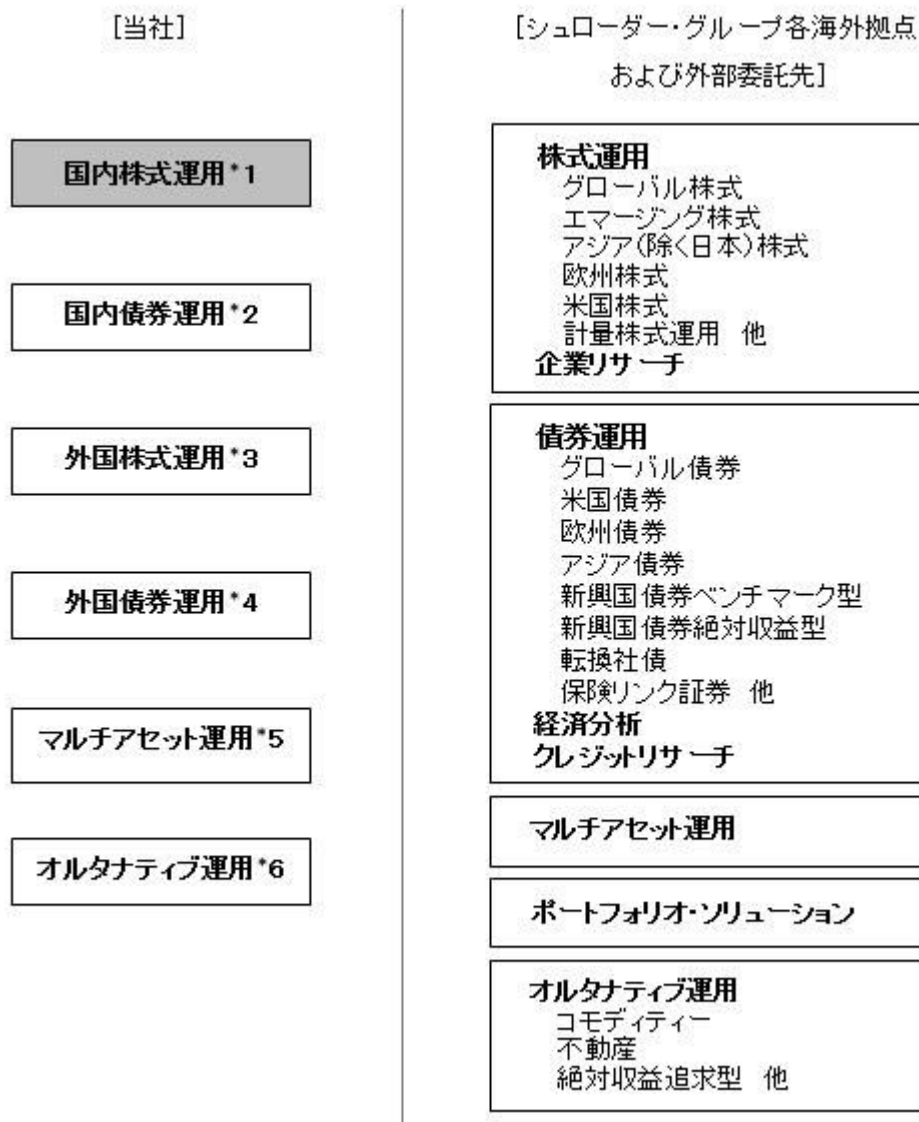 [当社]
国内株式運用*1
国内債券運用*2
外国株式運用*3
外国債券運用*4
マルチアセット運用*5
オルタナティブ運用*6
[シュローダー・グループ各海外拠点
および外部委託先]
株式運用
グローバル株式
エマージング株式
アジア(除く日本)株式
欧州株式
米国株式
計量株式運用 他
企業リサーチ
債券運用
グローバル債券
米国債券
欧州債券
アジア債券
新興国債券ベンチマーク型
新興国債券絶対収益型
転換社債
保険リンク証券 他
経済分析
クレジットリサーチ
マルチアセット運用
ポートフォリオ・ソリューション
オルタナティブ運用
コモディティー
不動産
絶対収益追求型 他